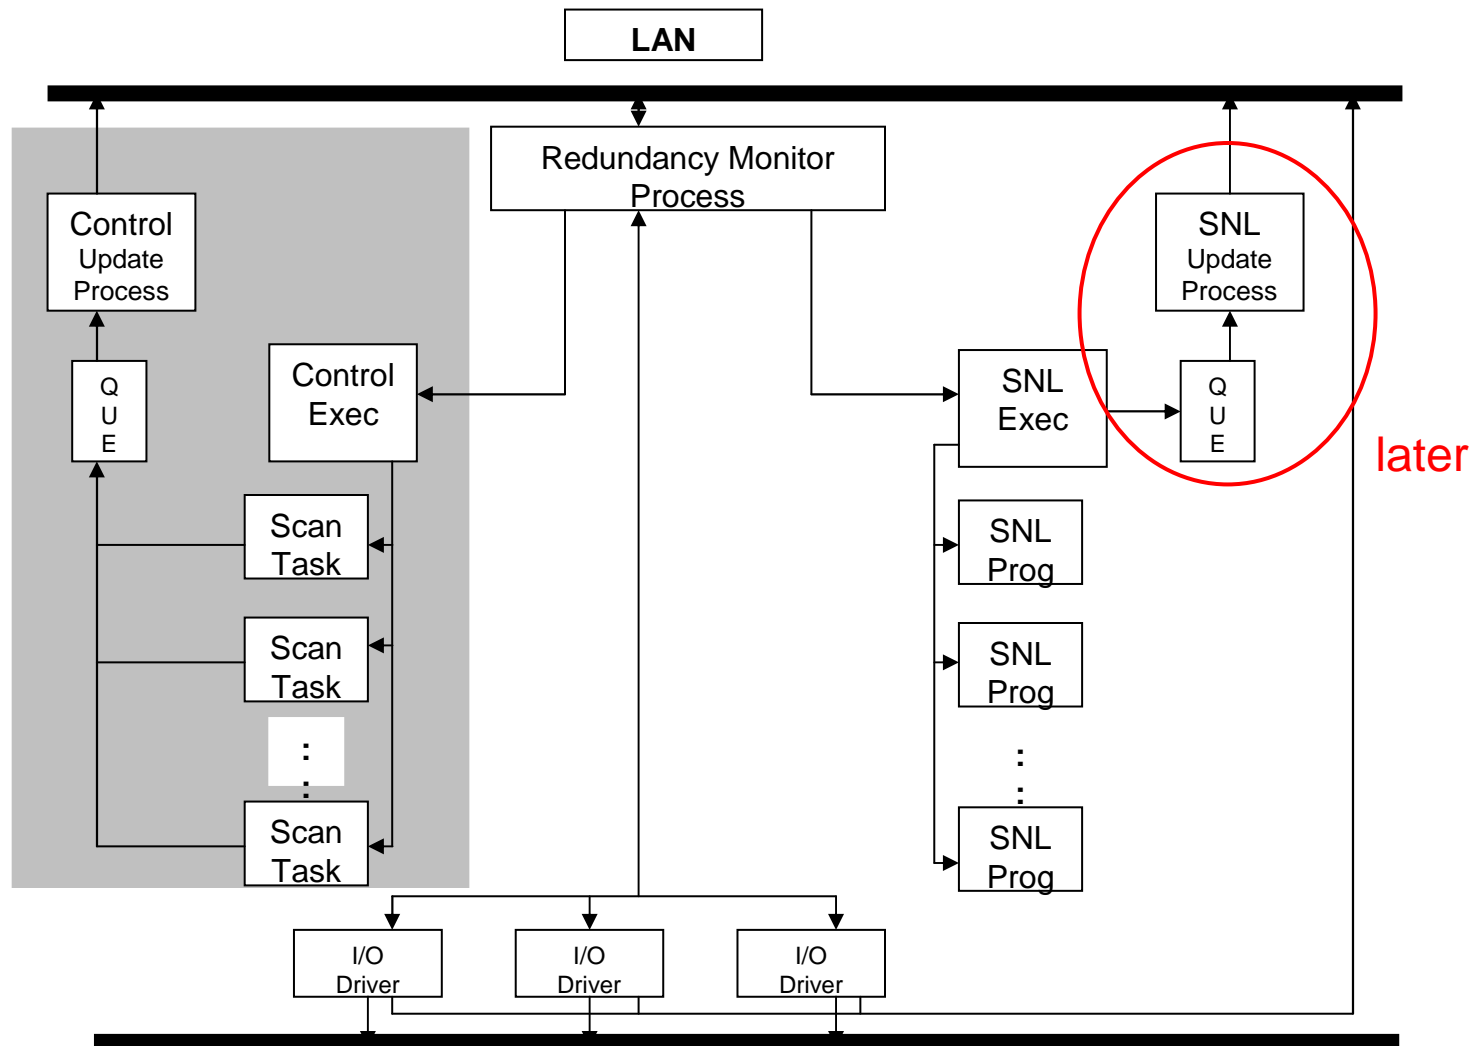 LAN
Redundancy Monitor
Process
Control
Update
Process
SNL
Update
Process
Q
U
E
Control
Exec
SNL
Exec
Q
U
E
later
Scan
Task
SNL
Prog
Scan
Task
SNL
Prog
:
:
:
:
Scan
Task
SNL
Prog
I/O
Driver
I/O
Driver
I/O
Driver